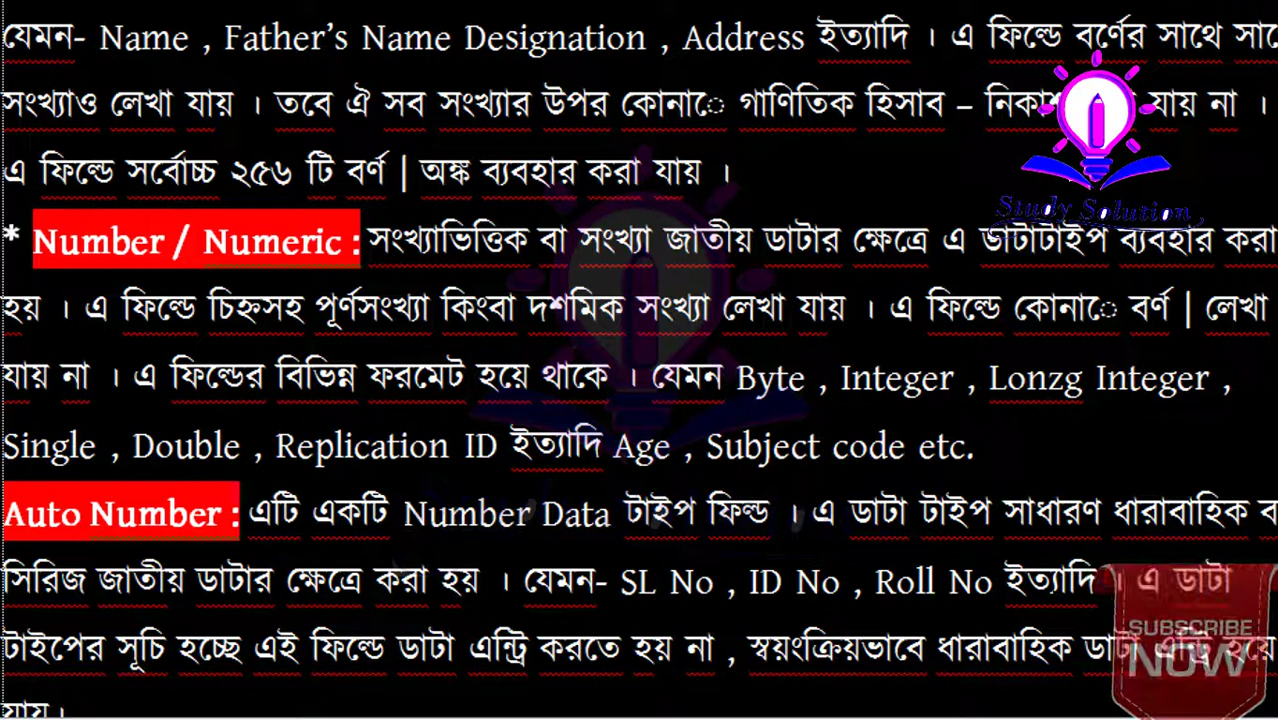 যেমন- Name , Father's Name Designation , Address ইত্যাদি । এ ফিল্ডে বর্ণের সাথে
সংখ্যাও লেখা যায় । তবে ঐ সব সংখ্যার উপর কোনাে গাণিতিক হিসাব – যায় না ।
এ ফিল্ডে সর্বোচ্চ ২৫৬ টি বর্ণ | অঙ্ক ব্যবহার করা যায় ।
* Number / Numeric : সংখ্যাভিত্তিক বা সংখ্যা জাতীয় ডাটার ক্ষেত্রে এ ডাটাটাইপ ব্যবহার করা
হয় । এ ফিল্ডে চিহ্নসহ পূর্ণসংখ্যা কিংবা দশমিক সংখ্যা লেখা যায় । এ ফিল্ডে কোনাে বর্ণ | লেখা
যায় না । এ ফিল্ডের বিভিন্ন ফরমেট হয়ে থাকে । যেমন Byte , Integer , Lonzg Integer ,
Single , Double , Replication ID ইত্যাদি Age , Subject code etc.
Auto Number : এটি একটি Number Data টাইপ ফিল্ড । এ ডাটা টাইপ সাধারণ ধারাবাহিক
সিরিজ জাতীয় ডাটার ক্ষেত্রে করা হয় । যেমন- SL No , ID No , Roll No ইত্যাদি । এ ডাটা
টাইপের সূচি হচ্ছে এই ফিল্ডে ডাটা এন্ট্রি করতে হয় না , স্বয়ংক্রিয়ভাবে ধারাবাহিক ডাটা এন্ট্রি হয়ে
যায়।
Study Solution ,
SUBSCRIBE
NOW